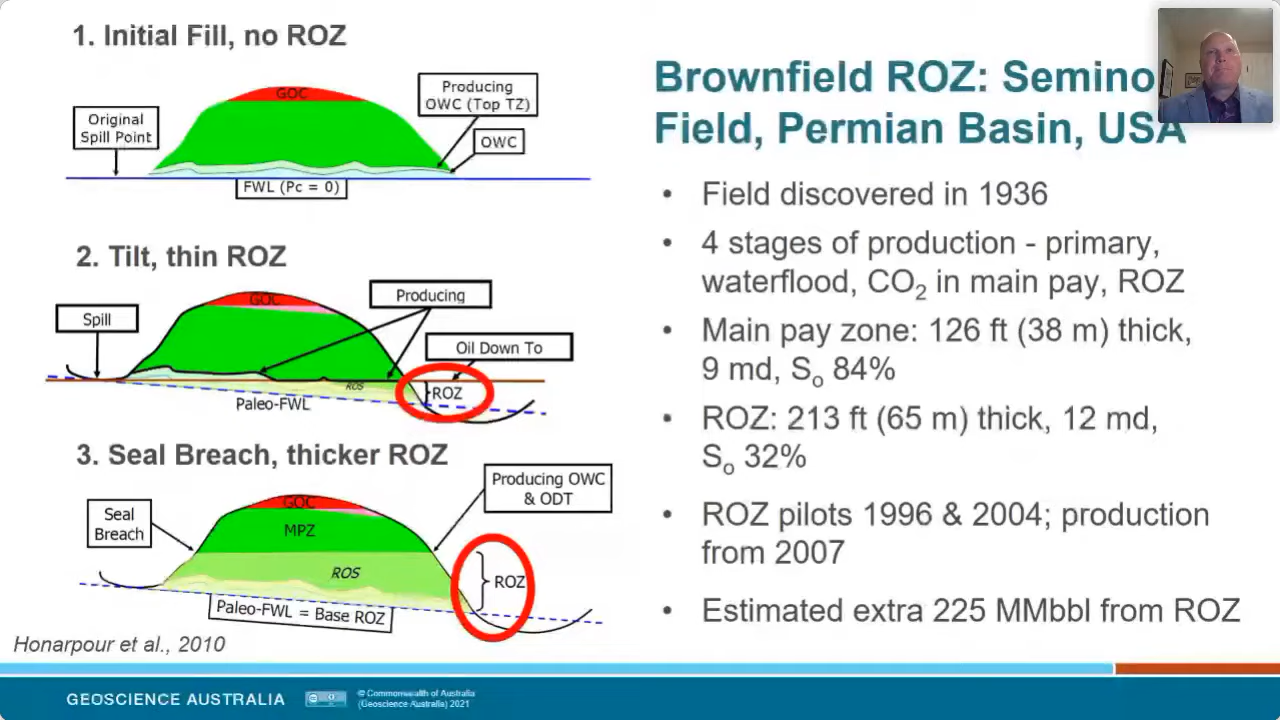 1. Initial Fill, no ROZ
GOC
Producing
OWC (Top TZ)
Original
Spill Point
OWC
FWL (Pc = 0)
2. Tilt, thin ROZ
GOC
Producing
Spill
Oil Down To
ROS
ROZ
Paleo-FWL
3. Seal Breach, thicker ROZ
Producing OWC
& ODT
GOC
Seal
Breach
MPZ
ROS
ROZ
Paleo-FWL = Base ROZ
Honarpour et al., 2010
Brownfield ROZ: Semino
Field, Permian Basin, USA
• Field discovered in 1936
• 4 stages of production - primary,
waterflood, CO₂ in main pay, ROZ
• Main pay zone: 126 ft (38 m) thick,
9 md, Sₒ 84%
• ROZ: 213 ft (65 m) thick, 12 md,
Sₒ 32%
• ROZ pilots 1996 & 2004; production
from 2007
• Estimated extra 225 MMbbl from ROZ
GEOSCIENCE AUSTRALIA
© Commonwealth of Australia
(Geoscience Australia) 2021